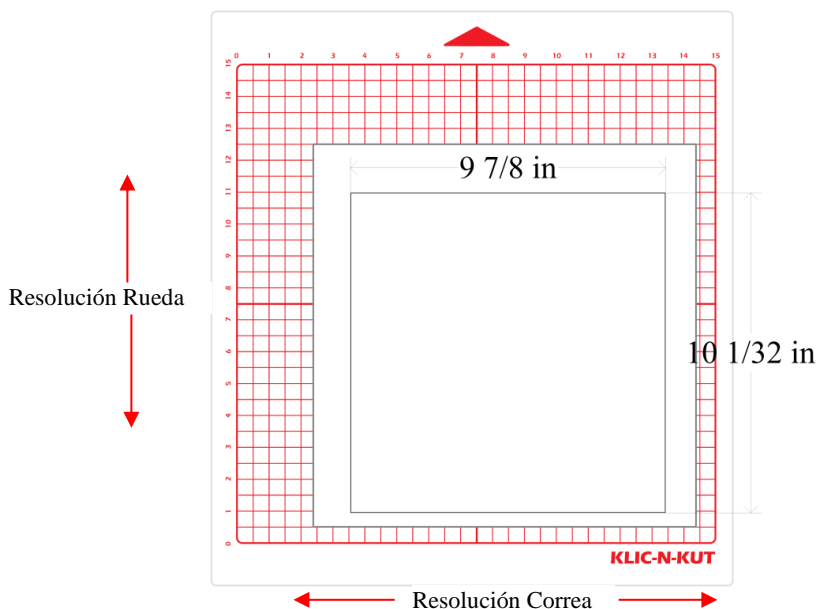 0 1 2 3 4 5 6 7 8 9 10 11 12 13 14 15
15
14
13
12
9 7/8 in
11
10
9
Resolución Rueda
8
7
6
10 1/32 in
5
4
3
2
1
0
KLIC-N-KUT
Resolución Correa